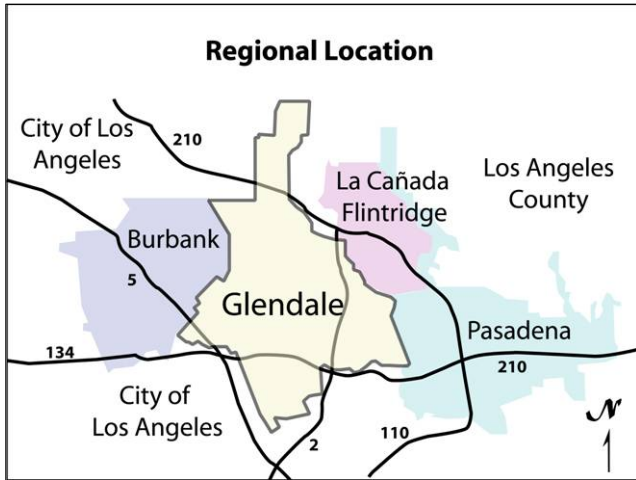 Regional Location
City of Los
Angeles
210
La Cañada
Flintridge
Los Angeles
County
Burbank
5
Glendale
Pasadena
134
210
City of
Los Angeles
2
110
N